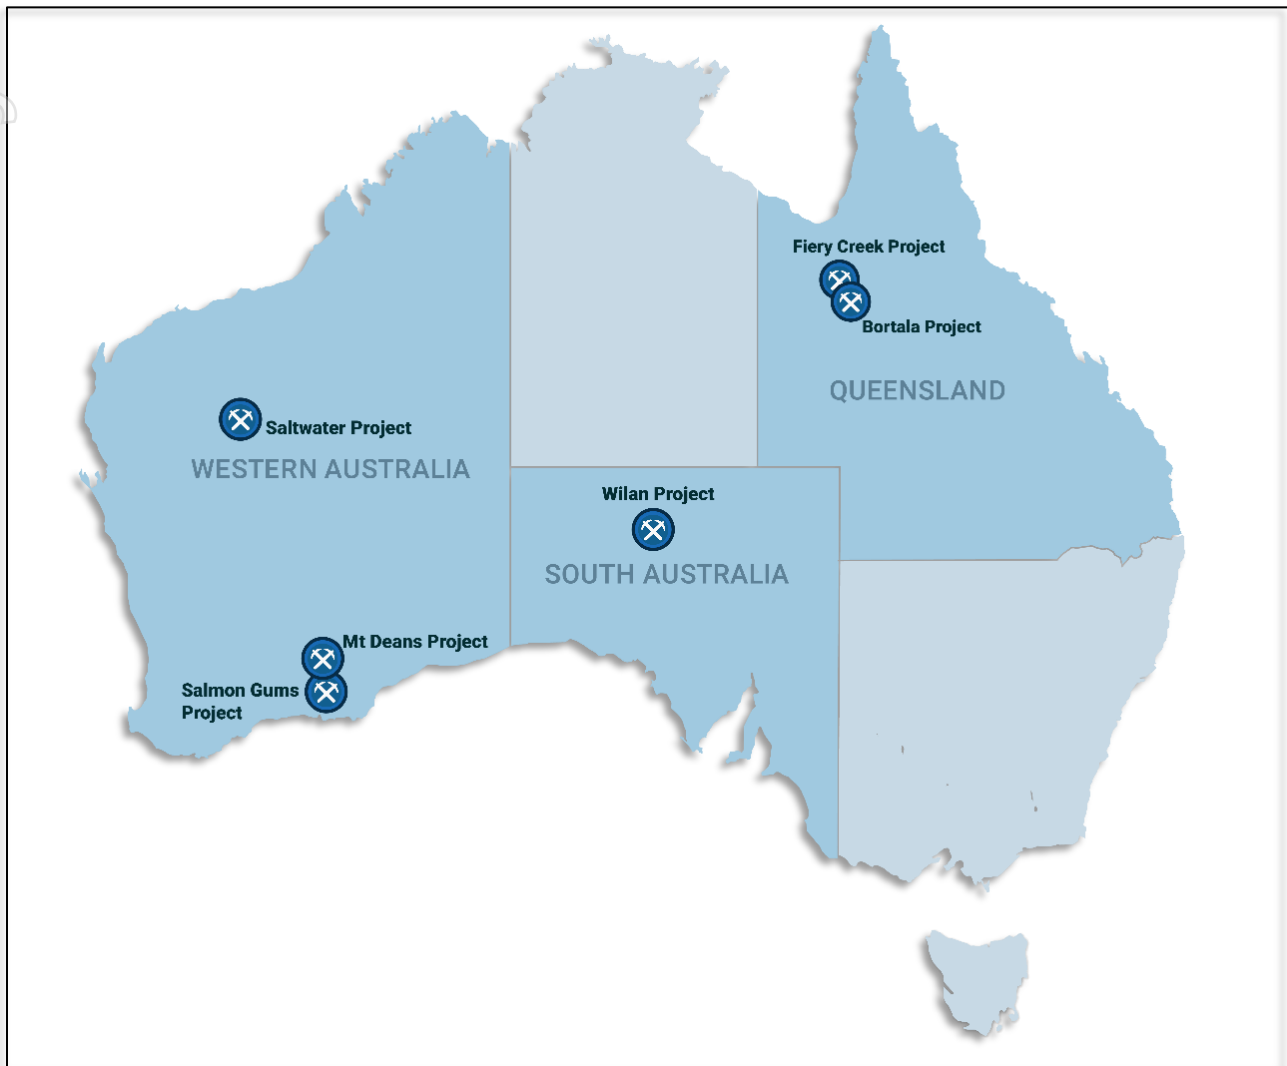 Fiery Creek Project
Bortala Project
QUEENSLAND
Saltwater Project
WESTERN AUSTRALIA
Wilan Project
SOUTH AUSTRALIA
Mt Deans Project
Salmon Gums
Project